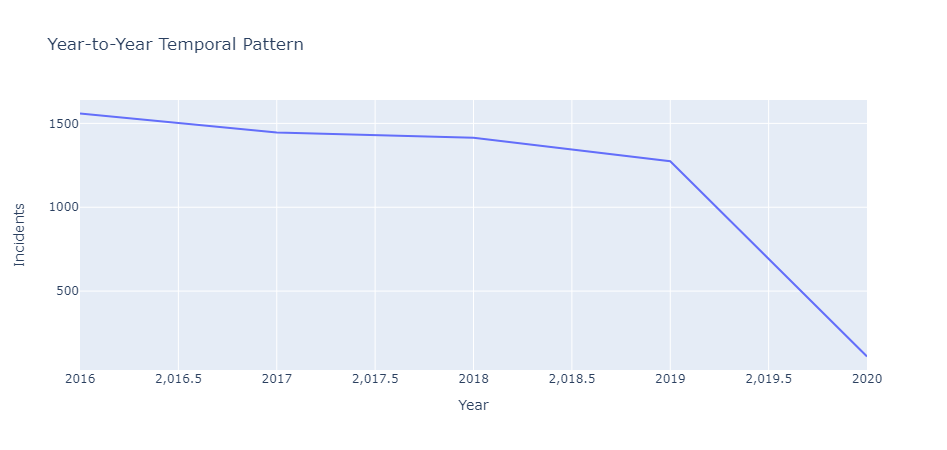 Year-to-Year Temporal Pattern
1500
1000
500
Incidents
2016 2,016.5 2017 2,017.5 2018 2,018.5 2019 2,019.5 2020
Year